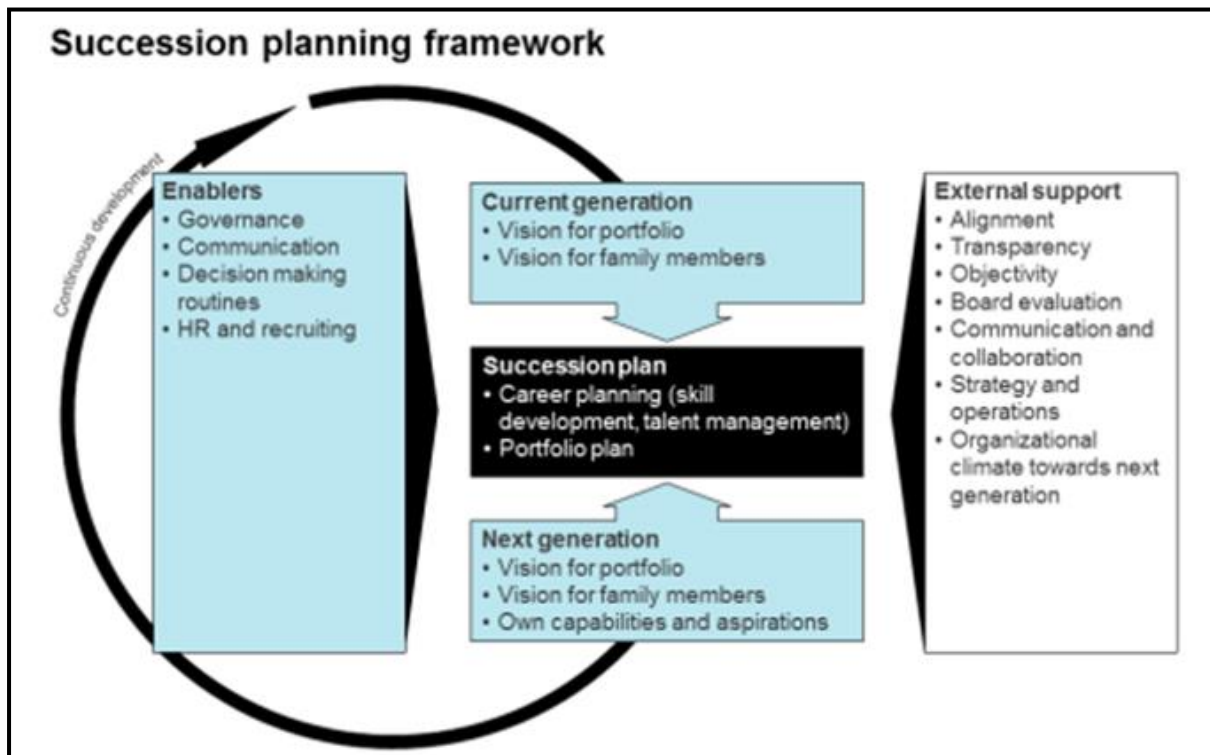 Succession planning framework
Continuous development
Enablers
• Governance
• Communication
• Decision making
routines
• HR and recruiting
Current generation
• Vision for portfolio
• Vision for family members
Succession plan
• Career planning (skill
development, talent management)
• Portfolio plan
Next generation
• Vision for portfolio
• Vision for family members
• Own capabilities and aspirations
External support
• Alignment
• Transparency
• Objectivity
• Board evaluation
• Communication and
collaboration
• Strategy and
operations
• Organizational
climate towards next
generation